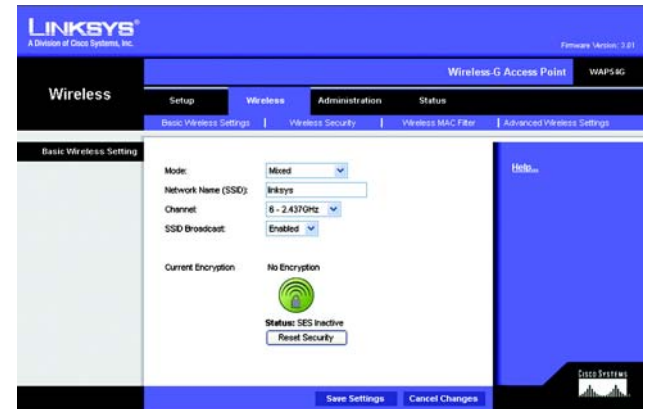 LINKSYS®
A Division of Cisco Systems, Inc.
Firmware Version: 3.01
Wireless-G Access Point WAP54G
Wireless
Setup Wireless Administration Status
Basic Wireless Settings | Wireless Security | Wireless MAC Filter | Advanced Wireless Settings
Basic Wireless Setting
Help...
Mode: Mixed
Network Name (SSID): linksys
Channel: 6 - 2.437GHz
SSID Broadcast: Enabled
Current Encryption No Encryption
Status: SES Inactive
Reset Security
CISCO SYSTEMS
Save Settings Cancel Changes